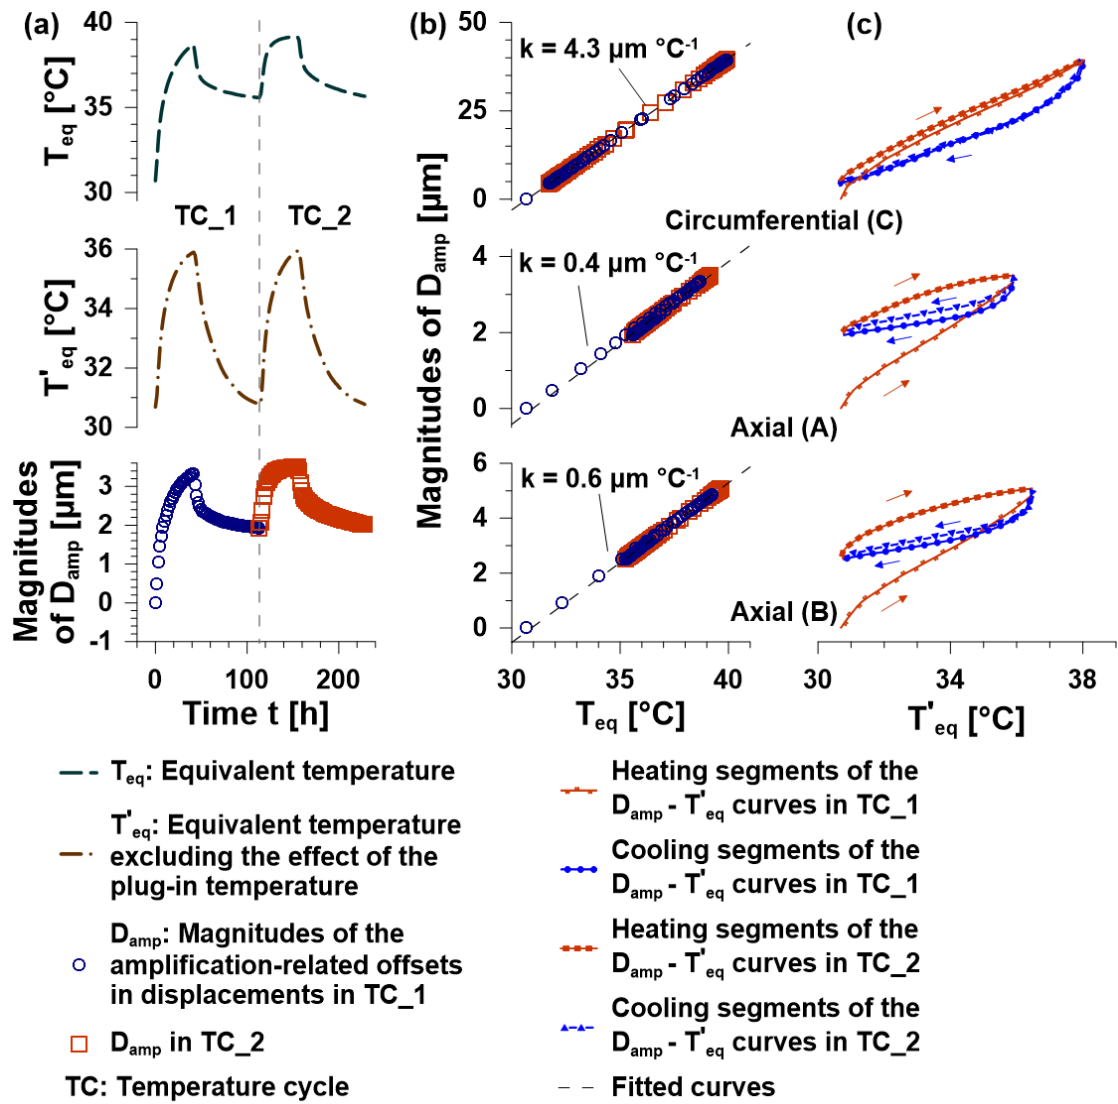 (a)
40
35
30
T_eq [°C]
TC_1
TC_2
36
34
32
30
T'_eq [°C]
3
2
1
0
-1
Magnitudes
of D_amp [μm]
0
100
200
Time t [h]
(b)
50
25
0
k = 4.3 μm °C⁻¹
4
2
0
k = 0.4 μm °C⁻¹
6
4
2
0
k = 0.6 μm °C⁻¹
Magnitudes of D_amp [μm]
30
35
40
T_eq [°C]
(c)
Circumferential (C)
Axial (A)
Axial (B)
30
34
38
T'_eq [°C]
T_eq: Equivalent temperature
T'_eq: Equivalent temperature
excluding the effect of the
plug-in temperature
D_amp: Magnitudes of the
amplification-related offsets
in displacements in TC_1
D_amp in TC_2
TC: Temperature cycle
Heating segments of the
D_amp - T'_eq curves in TC_1
Cooling segments of the
D_amp - T'_eq curves in TC_1
Heating segments of the
D_amp - T'_eq curves in TC_2
Cooling segments of the
D_amp - T'_eq curves in TC_2
Fitted curves